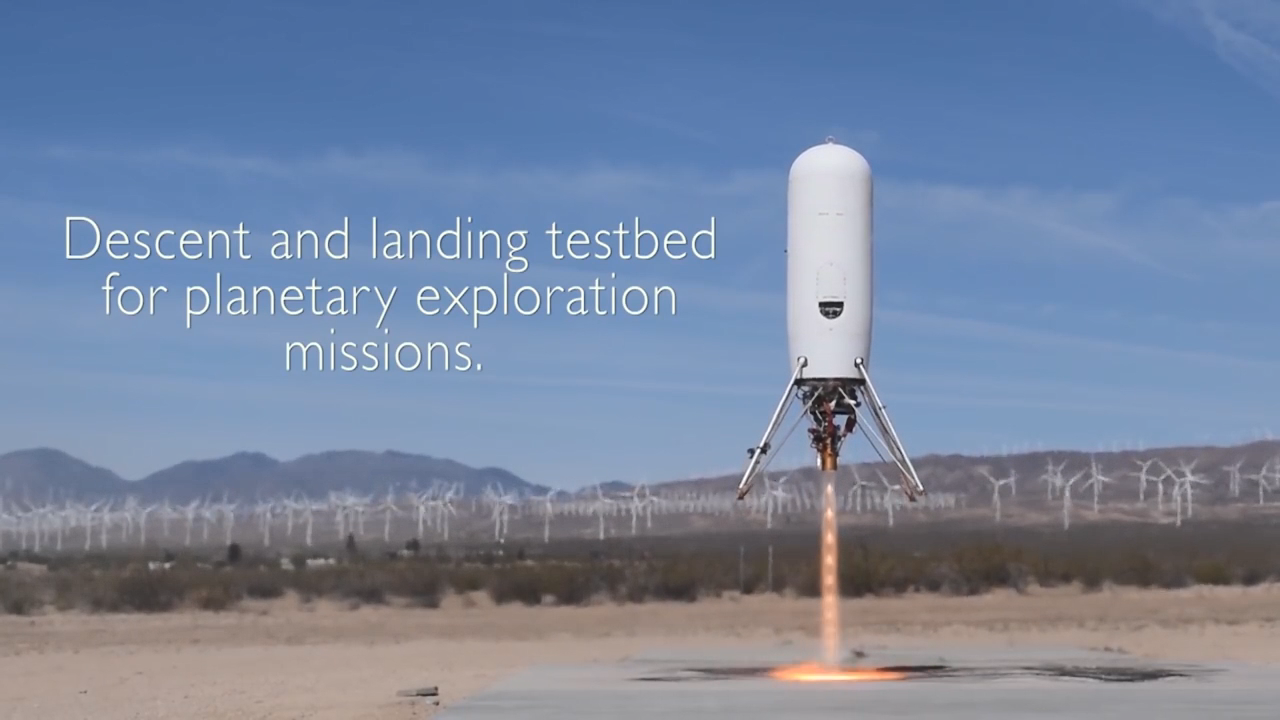 Descent and landing testbed
for planetary exploration
missions.